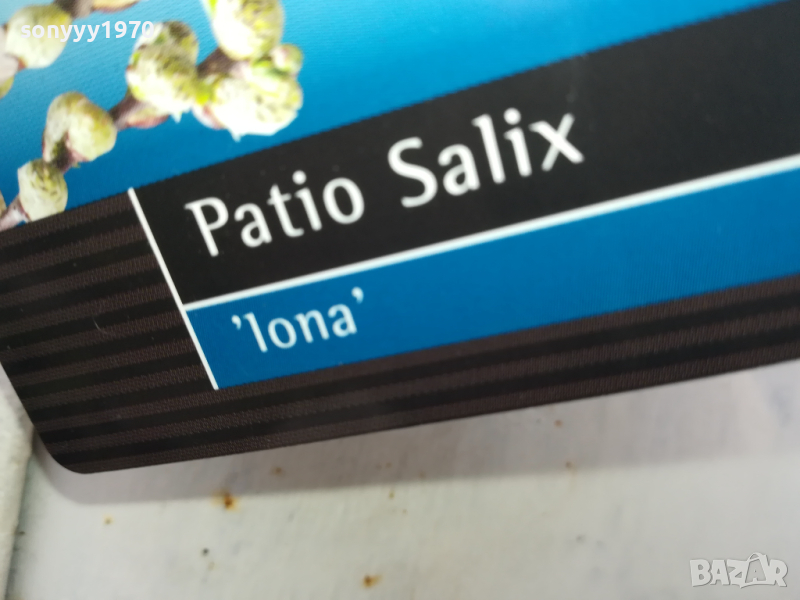 sonyyy1970
Patio Salix
'Iona'
BAZAR